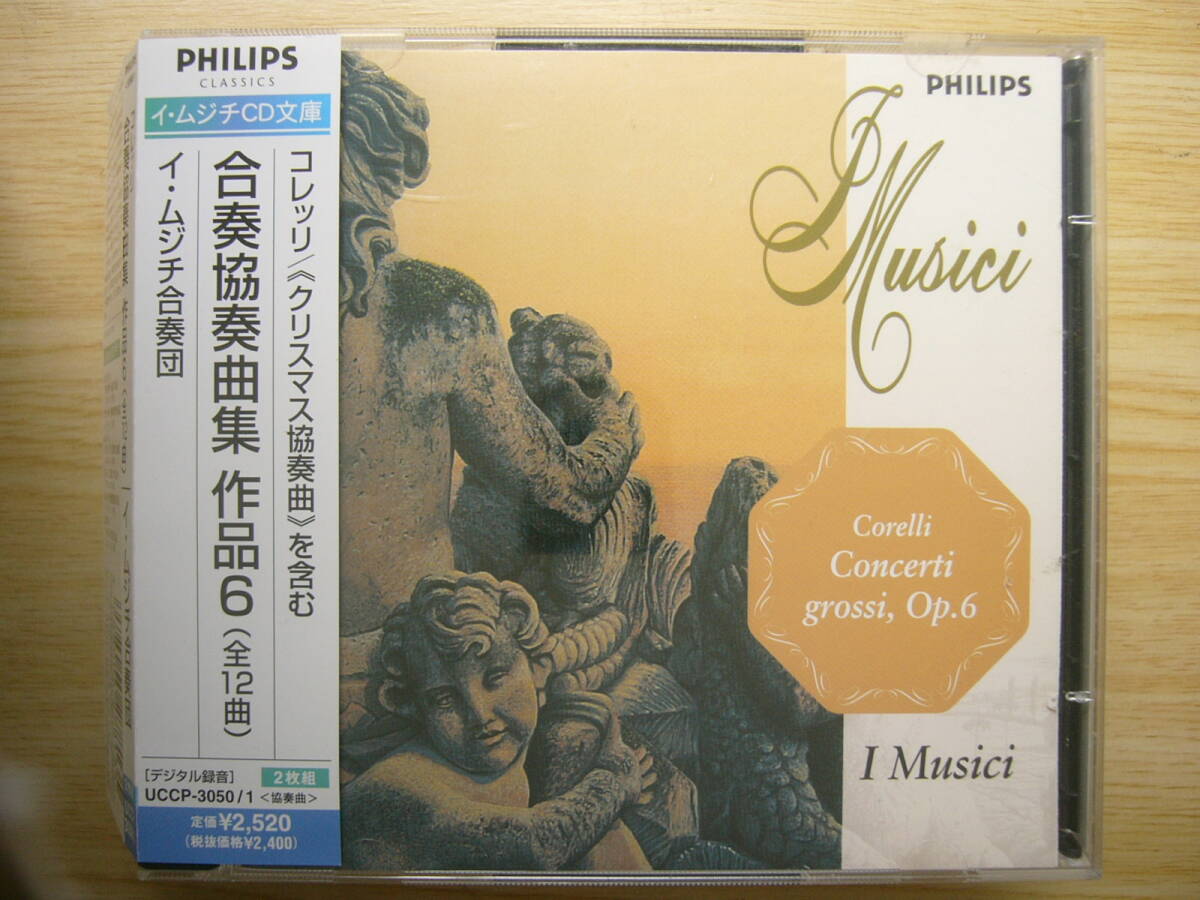 PHILIPS
CLASSICS
イ・ムジチCD文庫
コレッリ/《クリスマス協奏曲》を含む
合奏協奏曲集 作品6(全12曲)
イ・ムジチ合奏団
[デジタル録音] 2枚組
UCCP-3050/1 <協奏曲>
定価¥2,520
(税抜価格¥2,400)
PHILIPS
I Musici
Corelli
Concerti
grossi, Op.6
I Musici